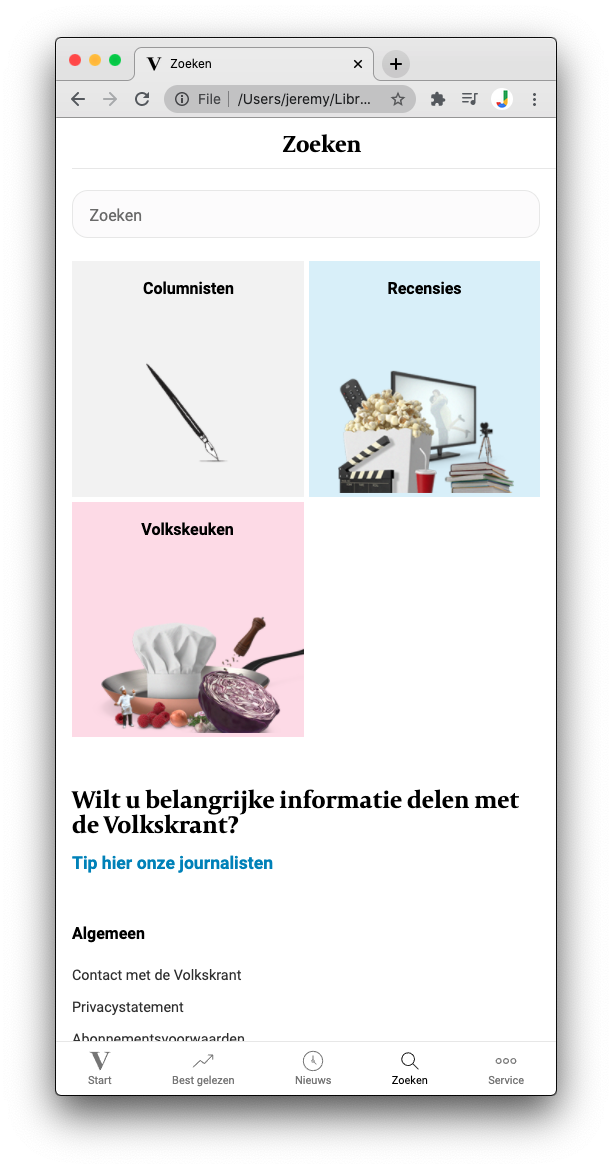 V Zoeken
File /Users/jeremy/Libr...
Zoeken
Zoeken
Columnisten
Recensies
Volkskeuken
Wilt u belangrijke informatie delen met
de Volkskrant?
Tip hier onze journalisten
Algemeen
Contact met de Volkskrant
Privacystatement
Abonnementsvoorwaarden
V
Start
Best gelezen
Nieuws
Zoeken
Service